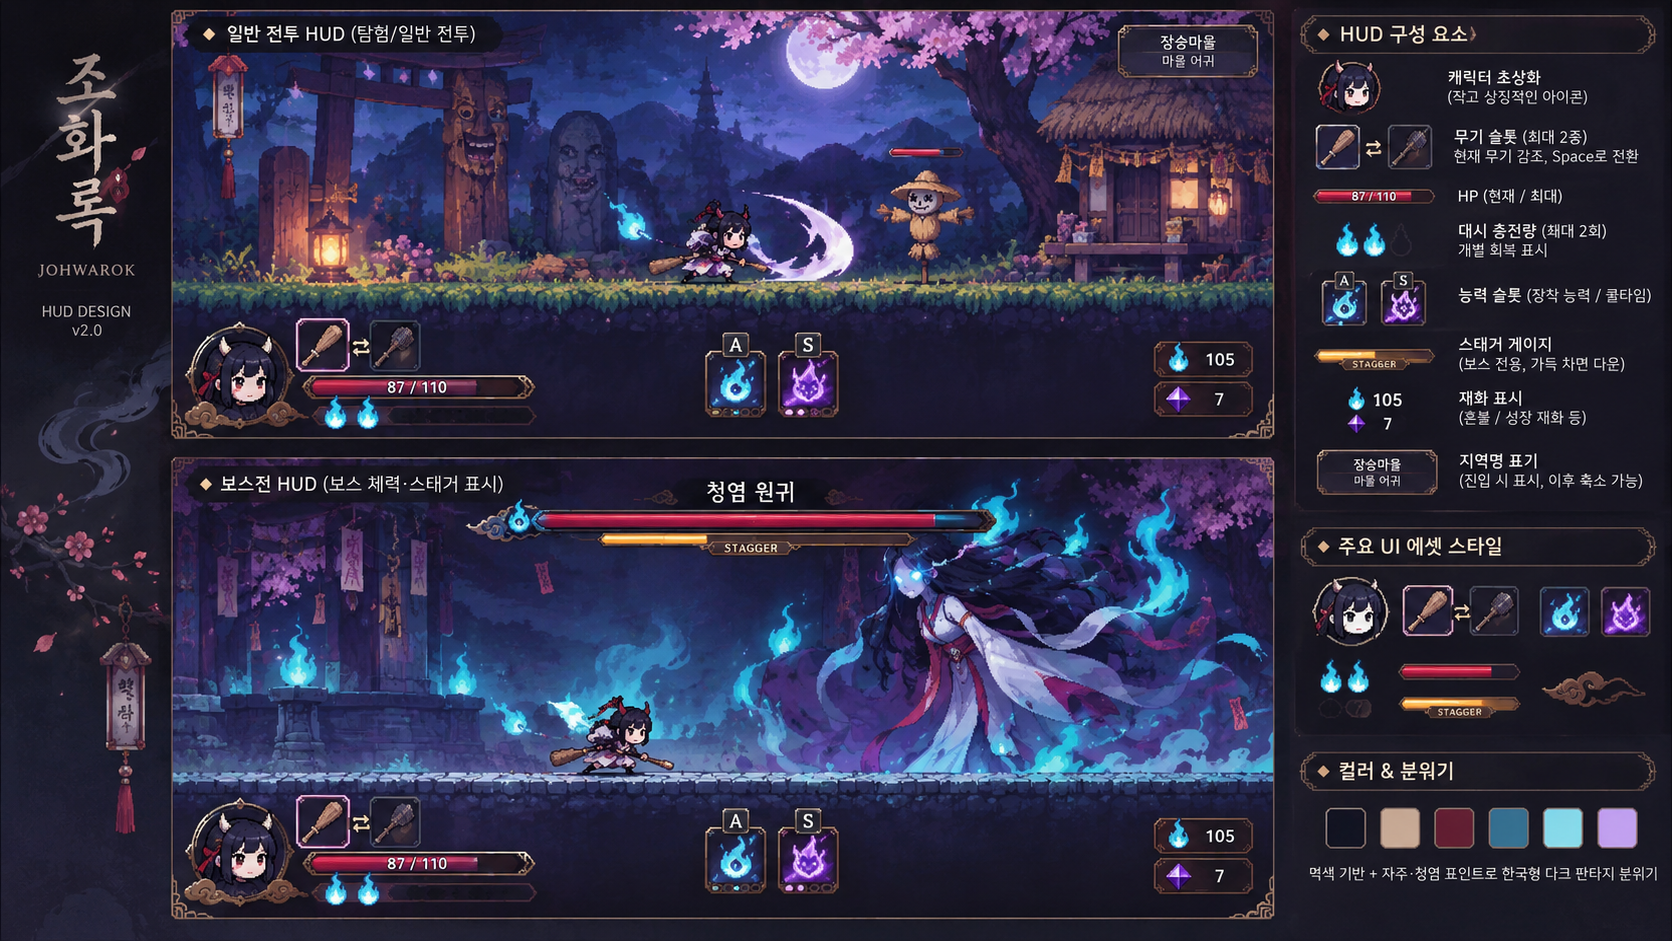 조화록
JOHWAROK
HUD DESIGN
v2.0
일반 전투 HUD (탐험/일반 전투)
장승마울
마몰 어귀
87 / 110
A
S
105
7
보스전 HUD (보스 체력·스태거 표시)
청염 원귀
STAGGER
87 / 110
A
S
105
7
HUD 구성 요소
캐릭터 초상화
(작고 상징적인 아이콘)
무기 슬롯 (최대 2종)
현재 무기 감조, Space로 전환
87 / 110
HP (현재 / 최대)
대시 충전량 (최대 2회)
개별 회복 표시
A
S
능력 슬롯 (장착 능력 / 쿨타임)
스태거 게이지
STAGGER
(보스 전용, 가득 차면 다운)
105
7
재화 표시
(혼불 / 성장 재화 등)
장승마울
마몰 어귀
지역명 표기
(진입 시 표시, 이후 축소 가능)
주요 UI 에셋 스타일
STAGGER
컬러 & 분위기
먹색 기반 + 자주·청염 포인트로 한국형 다크 판타지 분위기